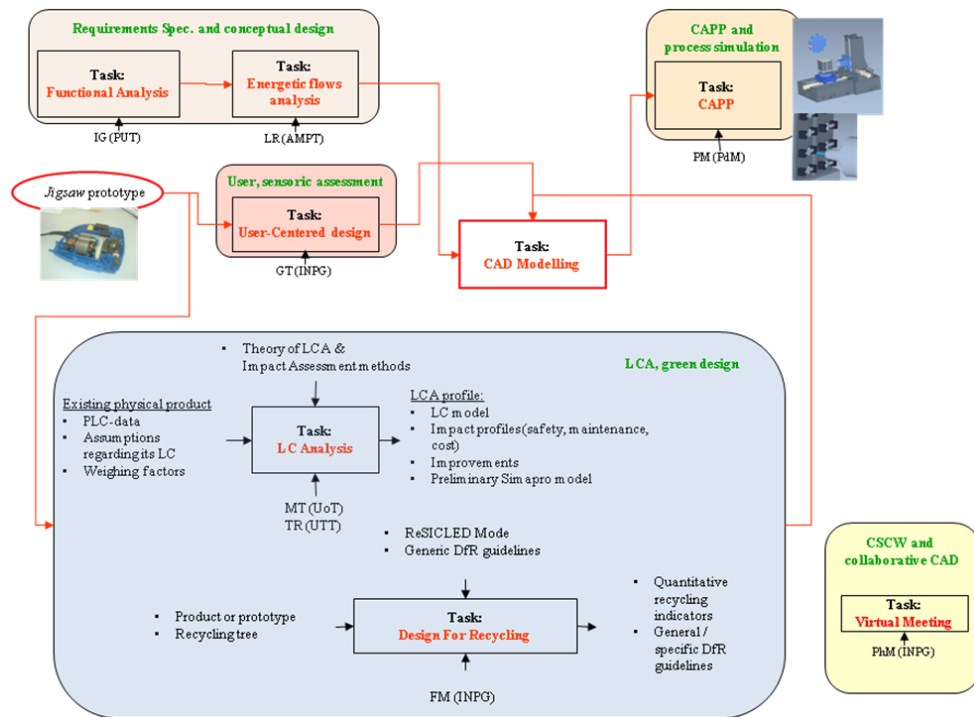 Requirements Spec. and conceptual design
Task:
Functional Analysis
Task:
Energetic flows
analysis
IG (PUT)
LR (AMPT)
CAPP and
process simulation
Task:
CAPP
PM (PdM)
Jigsaw prototype
User, sensoric assessment
Task:
User-Centered design
GT (INPG)
Task:
CAD Modelling
LCA, green design
▪ Theory of LCA &
Impact Assessment methods
Existing physical product
▪ PLC-data
▪ Assumptions
regarding its LC
▪ Weighing factors
Task:
LC Analysis
LCA profile:
▪ LC model
▪ Impact profiles (safety, maintenance,
cost)
▪ Improvements
▪ Preliminary Simapro model
MT (UoT)
TR (UTT)
▪ ReSICLED Mode
▪ Generic DfR guidelines
▪ Product or prototype
▪ Recycling tree
Task:
Design For Recycling
▪ Quantitative
recycling
indicators
▪ General /
specific DfR
guidelines
FM (INPG)
CSCW and
collaborative CAD
Task:
Virtual Meeting
PhM (INPG)